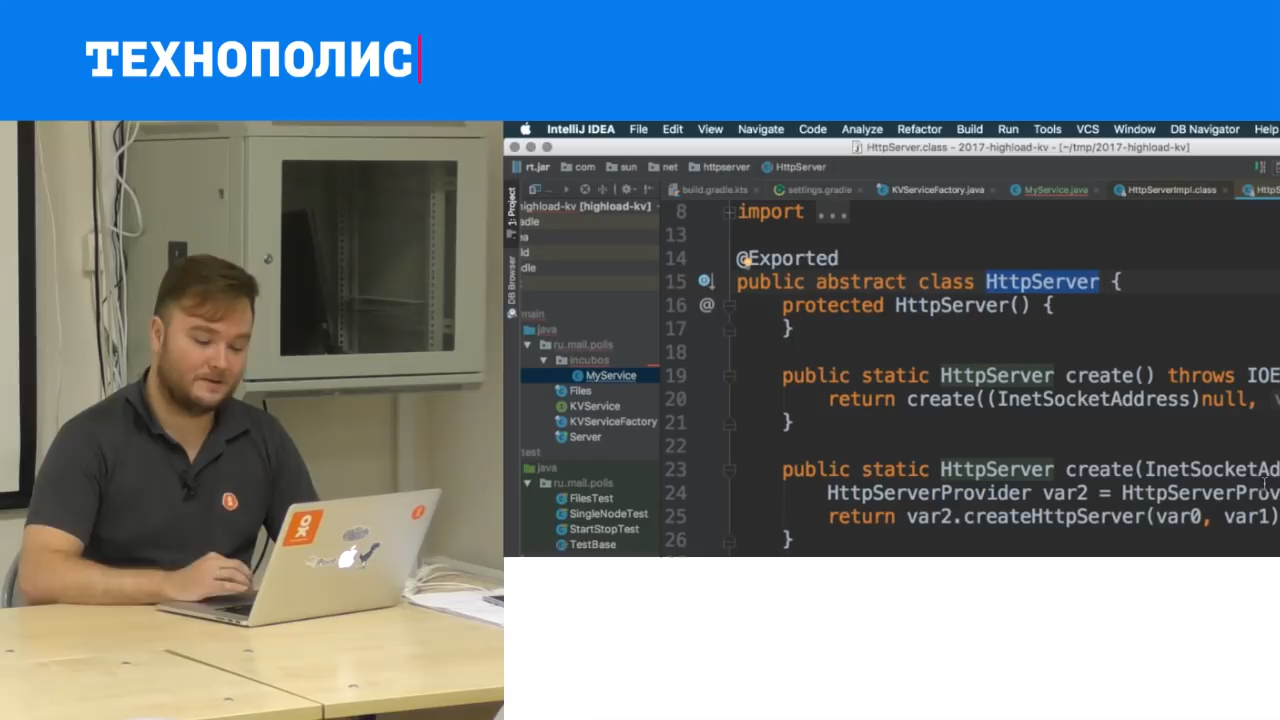 ТЕХНОПОЛИС
IntelliJ IDEA File Edit View Navigate Code Analyze Refactor Build Run Tools VCS Window DB Navigator Help
HttpServer.class - 2017-highload-kv - [~/tmp/2017-highload-kv]
rt.jar com sun net httpserver HttpServer
build.gradle.kts settings.gradle KVServiceFactory.java MyService.java HttpServerImpl.class
1: Project
DB Browser
highload-kv [highload-kv]
main
java
ru.mail.polis
incubos
MyService
Files
KVService
KVServiceFactory
Server
test
java
ru.mail.polis
FilesTest
SingleNodeTest
StartStopTest
TestBase
8 import ...
13
14 @Exported
15 public abstract class HttpServer {
16 @ protected HttpServer() {
17 }
18
19 public static HttpServer create() throws IOE
20 return create((InetSocketAddress)null,
21 }
22
23 public static HttpServer create(InetSocketAd
24 HttpServerProvider var2 = HttpServerProv
25 return var2.createHttpServer(var0, var1)
26 }